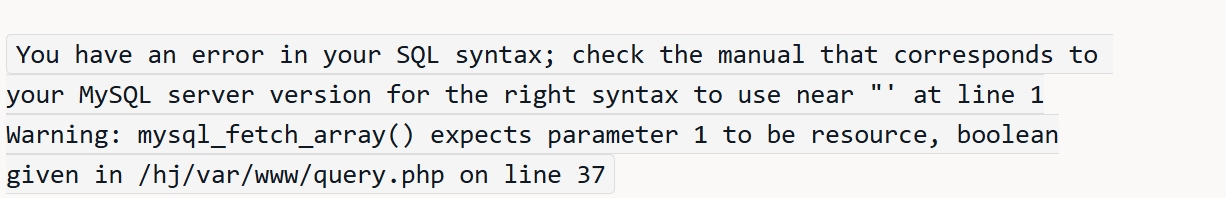 You have an error in your SQL syntax; check the manual that corresponds to
your MySQL server version for the right syntax to use near "' at line 1
Warning: mysql_fetch_array() expects parameter 1 to be resource, boolean
given in /hj/var/www/query.php on line 37